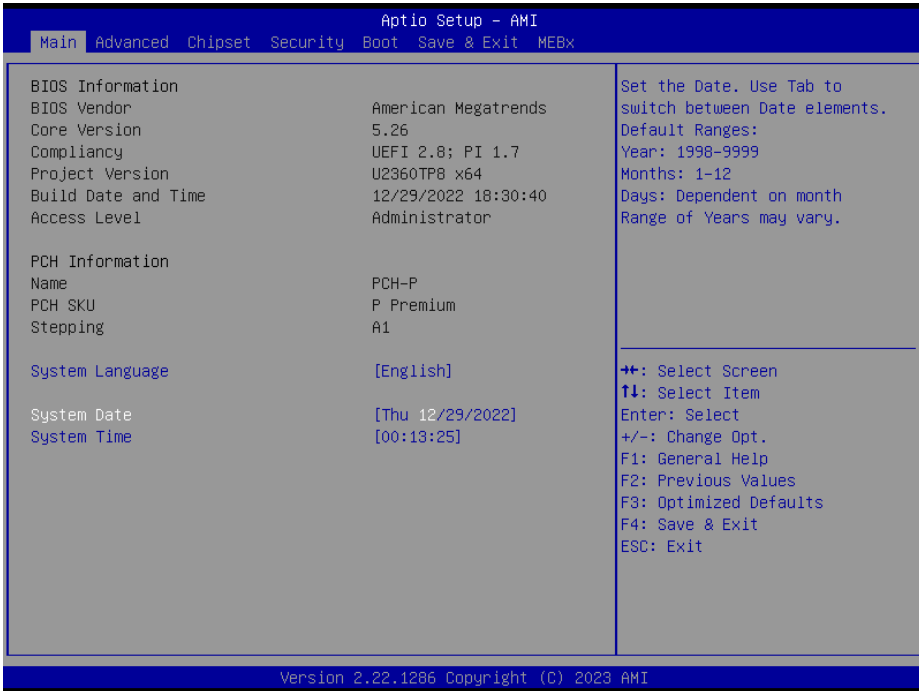 Aptio Setup - AMI
Main Advanced Chipset Security Boot Save & Exit MEBx
BIOS Information
BIOS Vendor American Megatrends
Core Version 5.26
Compliancy UEFI 2.8; PI 1.7
Project Version U2360TP8 x64
Build Date and Time 12/29/2022 18:30:40
Access Level Administrator
PCH Information
Name PCH-P
PCH SKU P Premium
Stepping A1
System Language [English]
System Date [Thu 12/29/2022]
System Time [00:13:25]
Set the Date. Use Tab to
switch between Date elements.
Default Ranges:
Year: 1998-9999
Months: 1-12
Days: Dependent on month
Range of Years may vary.
→←: Select Screen
↑↓: Select Item
Enter: Select
+/-: Change Opt.
F1: General Help
F2: Previous Values
F3: Optimized Defaults
F4: Save & Exit
ESC: Exit
Version 2.22.1286 Copyright (C) 2023 AMI